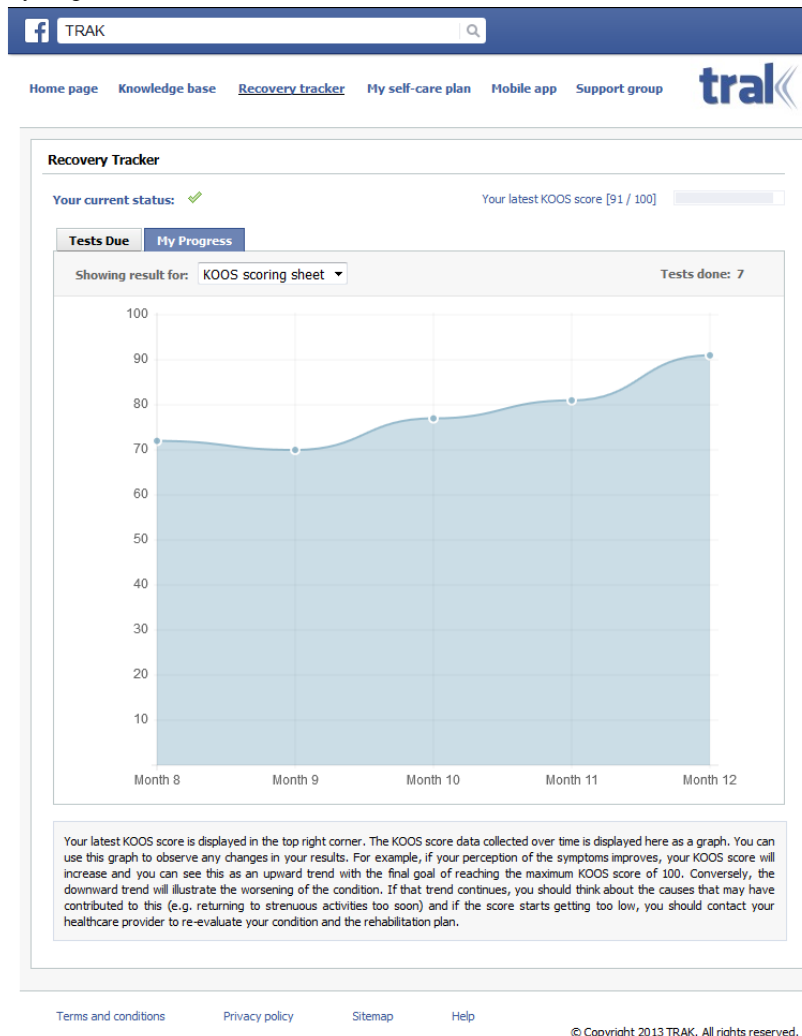 TRAK
Home page Knowledge base Recovery tracker My self-care plan Mobile app Support group
trak
Recovery Tracker
Your current status:
Your latest KOOS score [91 / 100]
Tests Due My Progress
Showing result for: KOOS scoring sheet
Tests done: 7
100
90
80
70
60
50
40
30
20
10
Month 8 Month 9 Month 10 Month 11 Month 12
Your latest KOOS score is displayed in the top right corner. The KOOS score data collected over time is displayed here as a graph. You can
use this graph to observe any changes in your results. For example, if your perception of the symptoms improves, your KOOS score will
increase and you can see this as an upward trend with the final goal of reaching the maximum KOOS score of 100. Conversely, the
downward trend will illustrate the worsening of the condition. If that trend continues, you should think about the causes that may have
contributed to this (e.g. returning to strenuous activities too soon) and if the score starts getting too low, you should contact your
healthcare provider to re-evaluate your condition and the rehabilitation plan.
Terms and conditions Privacy policy Sitemap Help
© Copyright 2013 TRAK. All rights reserved.